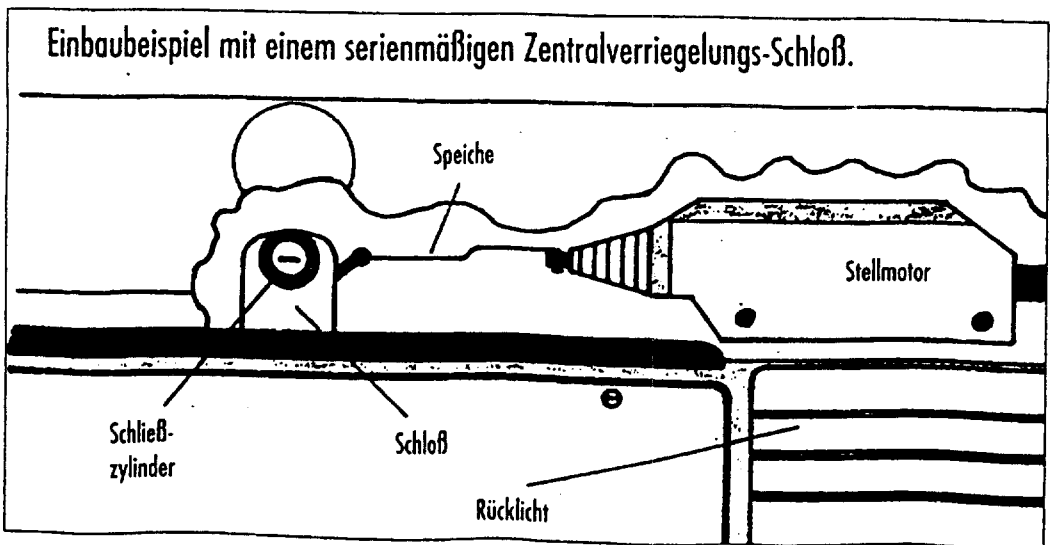 Einbaubeispiel mit einem serienmäßigen Zentralverriegelungs-Schloß.
Speiche
Stellmotor
Schließ-
zylinder
Schloß
Rücklicht